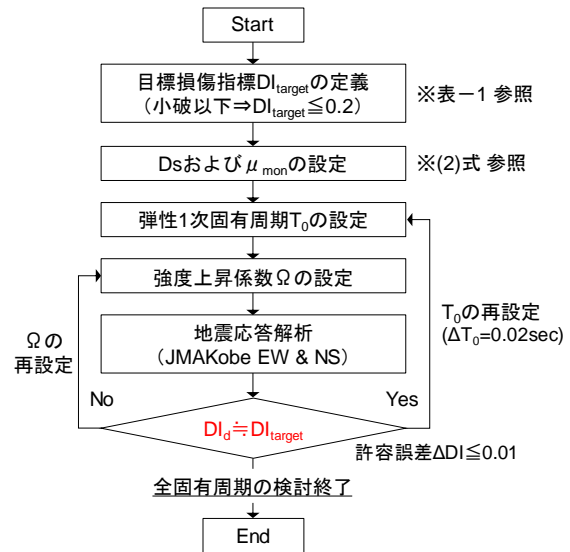 Start
目標損傷指標DItargetの定義
（小破以下⇒DItarget≦0.2）
※表－1 参照
Dsおよびμmonの設定
※(2)式 参照
弾性1次固有周期T0の設定
強度上昇係数Ωの設定
T0の再設定
(ΔT0=0.02sec)
Ωの
再設定
地震応答解析
（JMAKobe EW & NS）
No
Yes
DId≒DItarget
許容誤差ΔDI≦0.01
全固有周期の検討終了
End